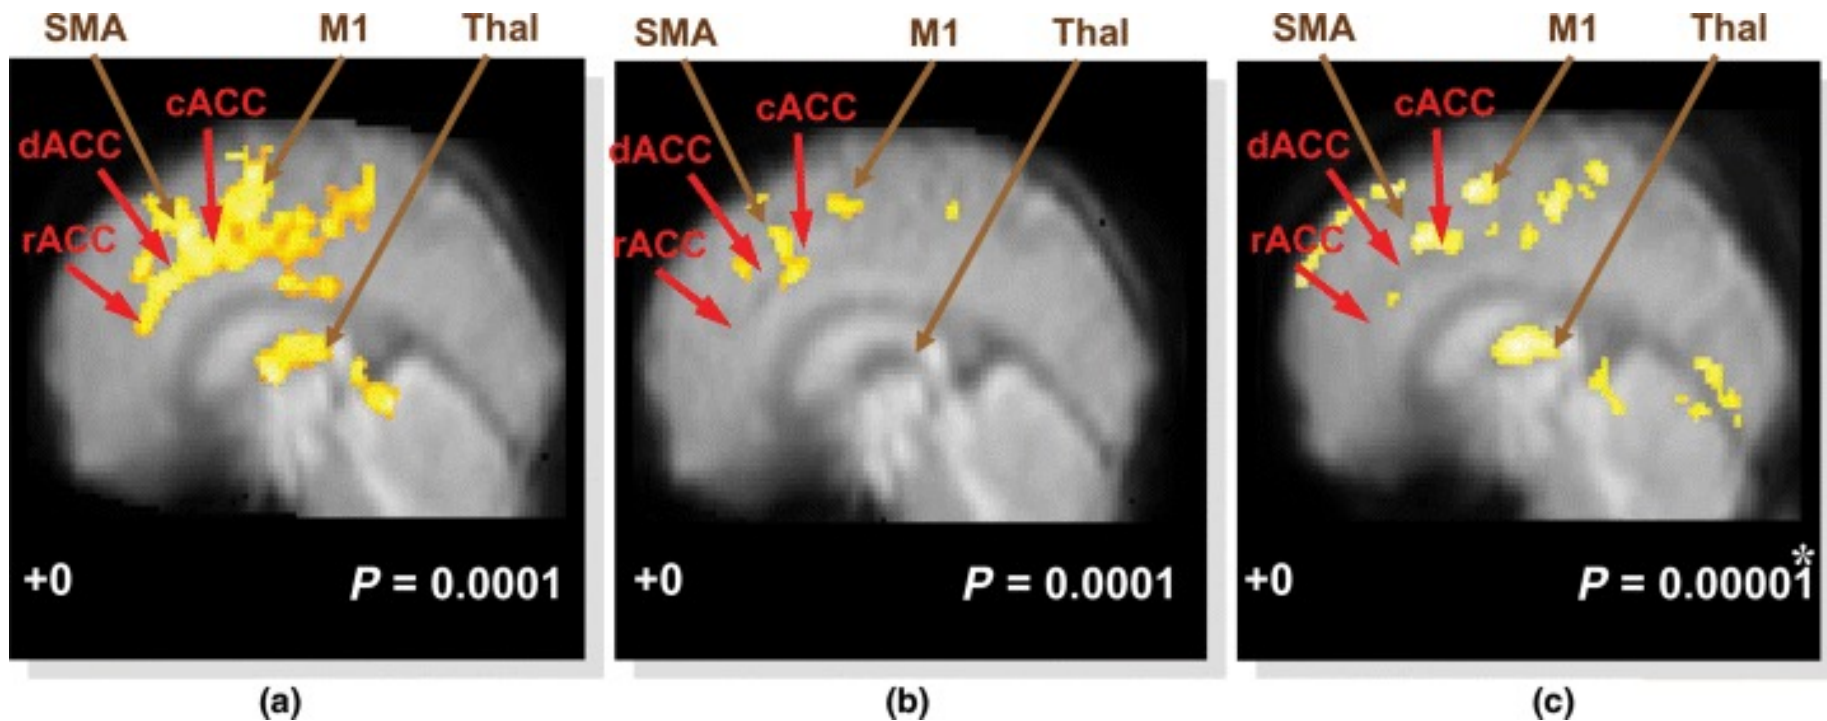 SMA M1 Thal
cACC
dACC
rACC
+0 P = 0.0001
(a)
SMA M1 Thal
cACC
dACC
rACC
+0 P = 0.0001
(b)
SMA M1 Thal
cACC
dACC
rACC
+0 P = 0.00001*
(c)